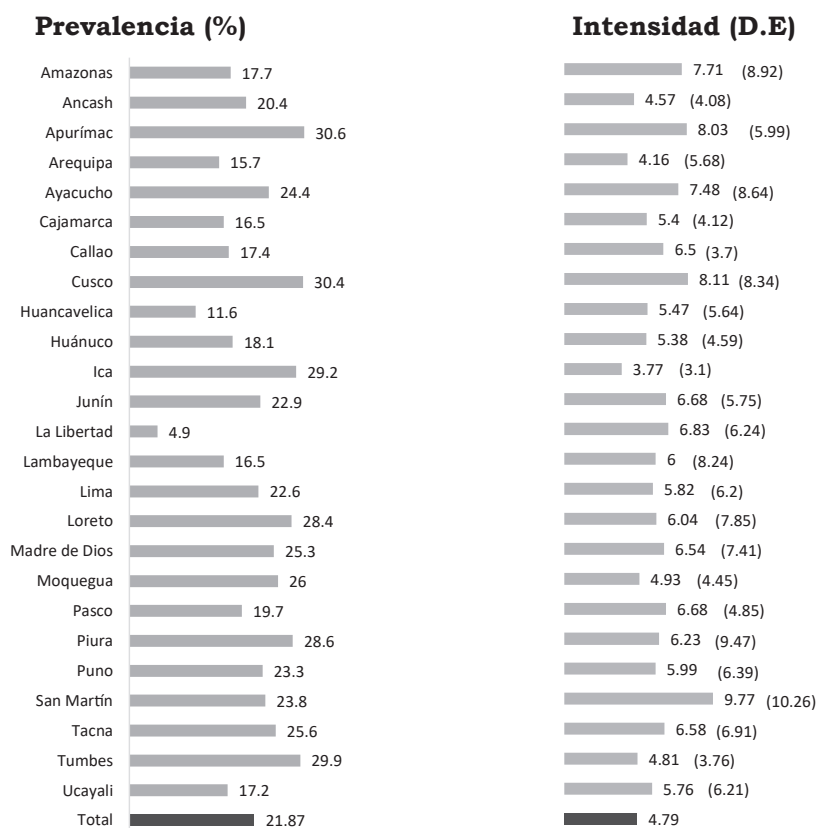 Prevalencia (%) Intensidad (D.E)
Amazonas 17.7 7.71 (8.92)
Ancash 20.4 4.57 (4.08)
Apurímac 30.6 8.03 (5.99)
Arequipa 15.7 4.16 (5.68)
Ayacucho 24.4 7.48 (8.64)
Cajamarca 16.5 5.4 (4.12)
Callao 17.4 6.5 (3.7)
Cusco 30.4 8.11 (8.34)
Huancavelica 11.6 5.47 (5.64)
Huánuco 18.1 5.38 (4.59)
Ica 29.2 3.77 (3.1)
Junín 22.9 6.68 (5.75)
La Libertad 4.9 6.83 (6.24)
Lambayeque 16.5 6 (8.24)
Lima 22.6 5.82 (6.2)
Loreto 28.4 6.04 (7.85)
Madre de Dios 25.3 6.54 (7.41)
Moquegua 26 4.93 (4.45)
Pasco 19.7 6.68 (4.85)
Piura 28.6 6.23 (9.47)
Puno 23.3 5.99 (6.39)
San Martín 23.8 9.77 (10.26)
Tacna 25.6 6.58 (6.91)
Tumbes 29.9 4.81 (3.76)
Ucayali 17.2 5.76 (6.21)
Total 21.87 4.79